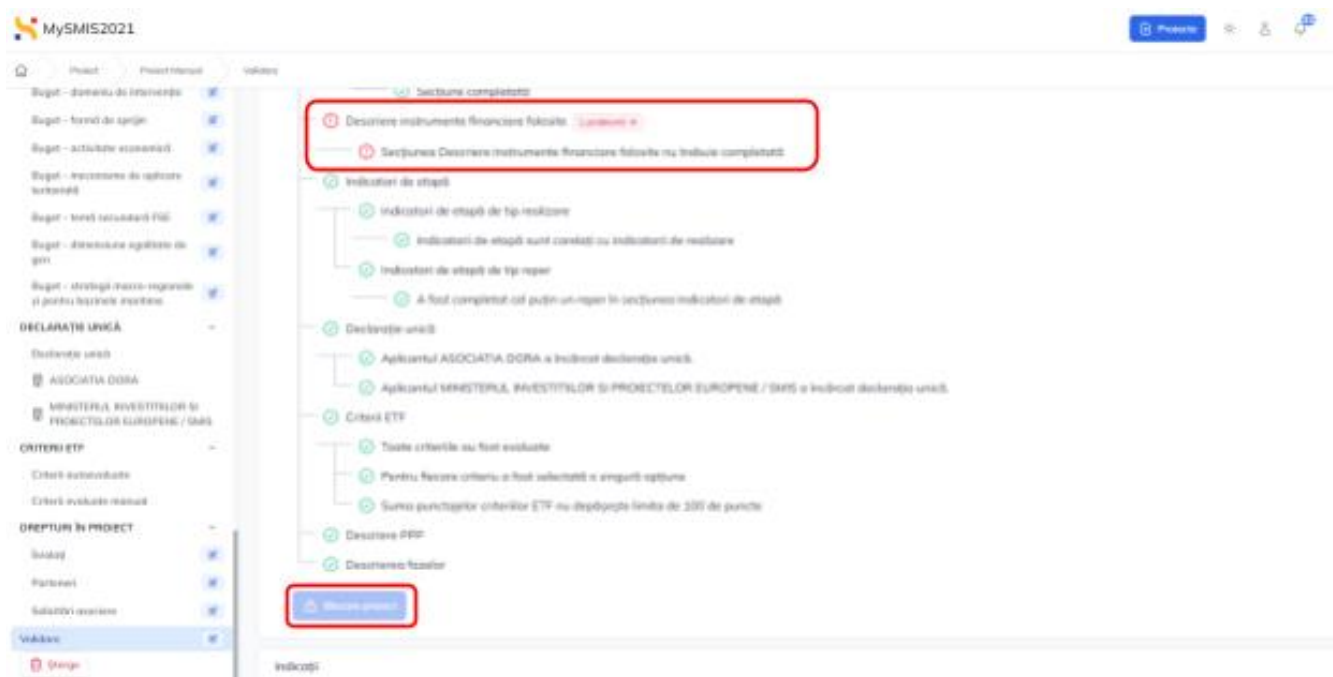 MySMIS2021
Proiecte
Proiect
Proiect Manual
Validare
Buget - domeniu de intervenție
Buget - formă de sprijin
Buget - activitate economică
Buget - mecanisme de aplicare
teritorială
Buget - temă secundară FSE
Buget - dimensiune egalitate de
gen
Buget - strategii macro-regionale
și pentru bazinele maritime
DECLARAȚIE UNICĂ
Declarație unică
ASOCIATIA DORA
MINISTERUL INVESTITIILOR SI
PROIECTELOR EUROPENE / SMIS
CRITERII ETF
Criterii autoevaluate
Criterii evaluate manual
DREPTURI ÎN PROIECT
Invitați
Parteneri
Solicitări asociere
Validare
Șterge
Secțiune completată
Descriere instrumente financiare folosite
Secțiunea Descriere instrumente financiare folosite nu trebuie completată
Indicatori de etapă
Indicatori de etapă de tip realizare
Indicatorii de etapă sunt corelați cu indicatorii de realizare
Indicatori de etapă de tip reper
A fost completat cel puțin un reper în secțiunea indicatori de etapă
Declarație unică
Aplicantul ASOCIATIA DORA a încărcat declarația unică.
Aplicantul MINISTERUL INVESTITIILOR SI PROIECTELOR EUROPENE / SMIS a încărcat declarația unică.
Criterii ETF
Toate criteriile au fost evaluate
Pentru fiecare criteriu a fost selectată o singură opțiune
Suma punctajelor criteriilor ETF nu depășește limita de 100 de puncte
Descriere PPP
Descrierea fazelor
Blocare proiect
Indicații